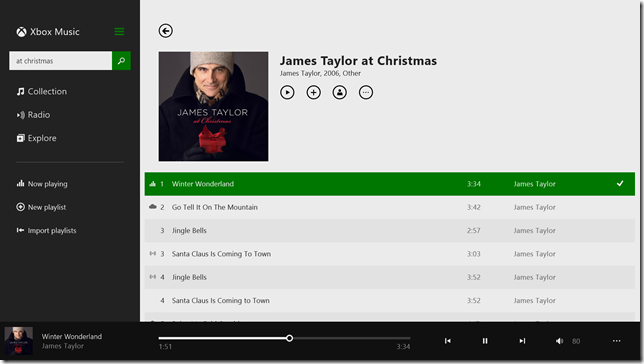 Xbox Music
at christmas
Collection
Radio
Explore
Now playing
New playlist
Import playlists
JAMES TAYLOR
at Christmas
James Taylor at Christmas
James Taylor, 2006, Other
1 Winter Wonderland 3:34 James Taylor
2 Go Tell It On The Mountain 3:42 James Taylor
3 Jingle Bells 2:57 James Taylor
3 Santa Claus Is Coming To Town 3:03 James Taylor
4 Jingle Bells 3:52 James Taylor
4 Santa Claus Is Coming to Town 3:52 James Taylor
Winter Wonderland
James Taylor
1:51
3:34
80